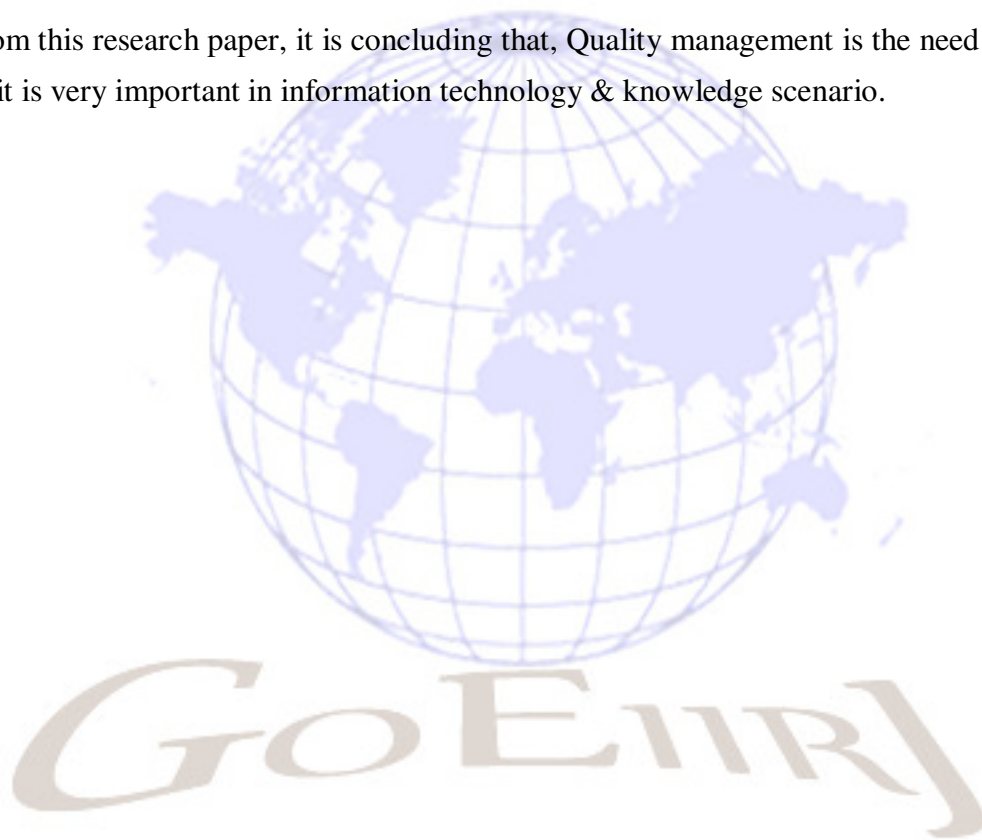 om this research paper, it is concluding that, Quality management is the need
it is very important in information technology & knowledge scenario.
GOEIIRJ